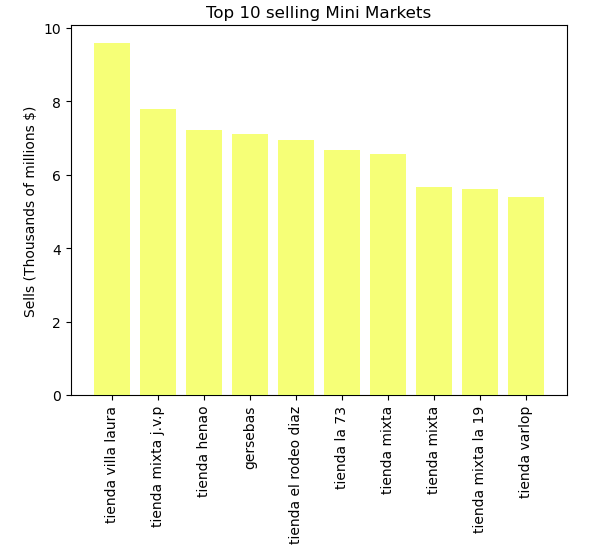 Top 10 selling Mini Markets
Sells (Thousands of millions $)
10
8
6
4
2
0
tienda villa laura
tienda mixta j.v.p
tienda henao
gersebas
tienda el rodeo diaz
tienda la 73
tienda mixta
tienda mixta
tienda mixta la 19
tienda varlop